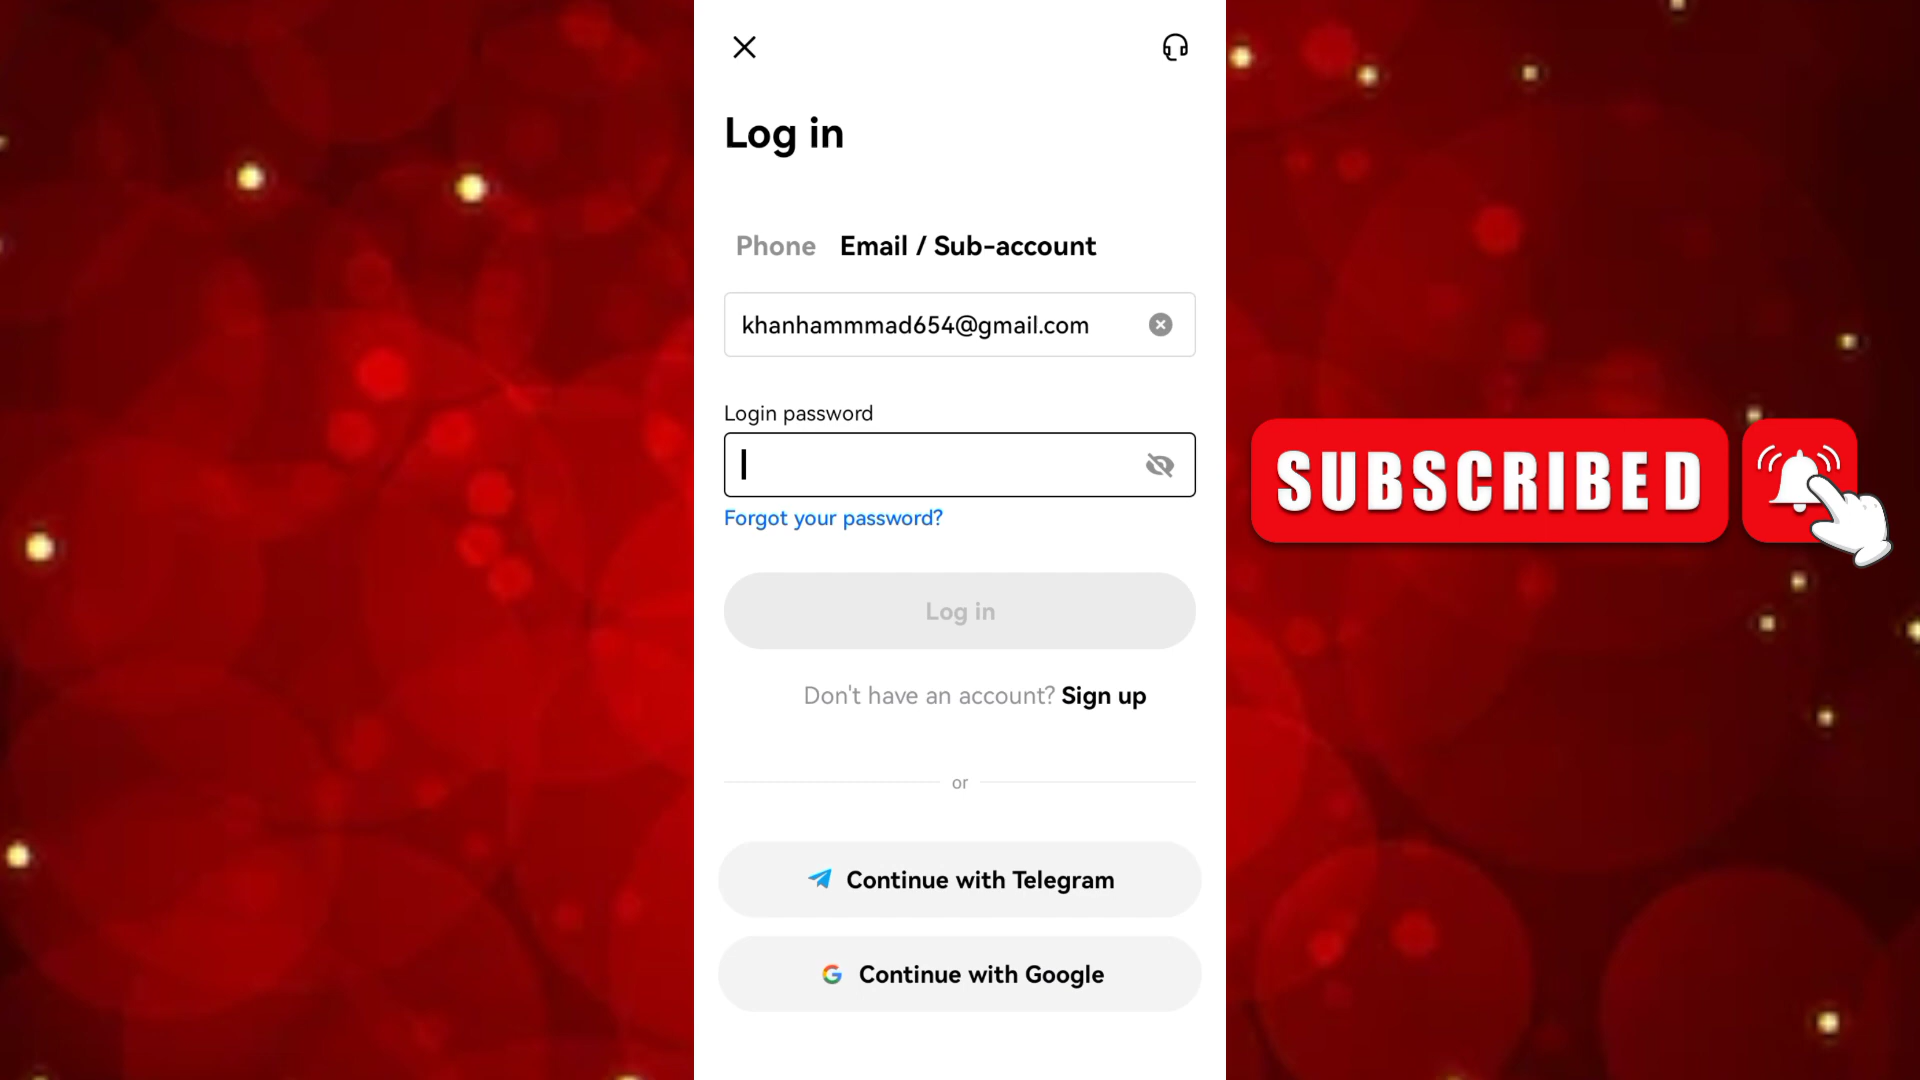 Log in
Phone Email / Sub-account
khanhammmad654@gmail.com
Login password
Forgot your password?
Log in
Don't have an account? Sign up
or
Continue with Telegram
Continue with Google
SUBSCRIBED